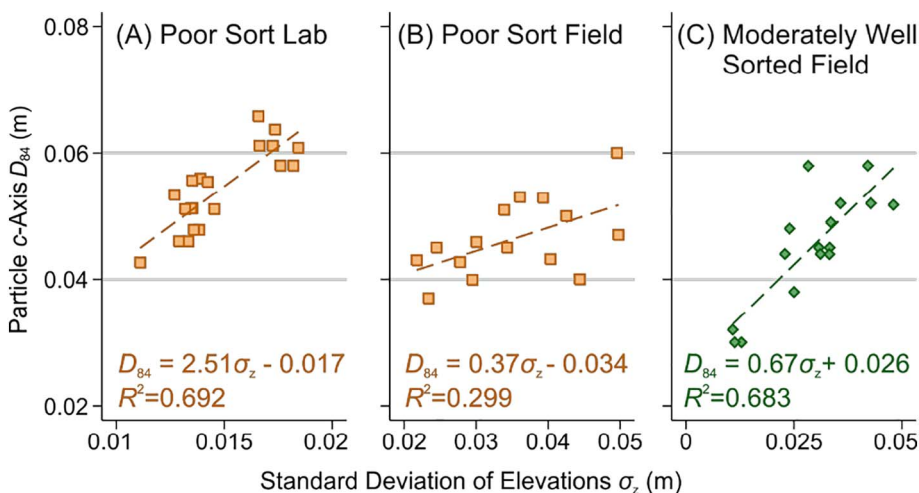 (A) Poor Sort Lab
(B) Poor Sort Field
(C) Moderately Well
Sorted Field
Particle c-Axis D84 (m)
0.08
0.06
0.04
0.02
D84 = 2.51σz - 0.017
R²=0.692
D84 = 0.37σz - 0.034
R²=0.299
D84 = 0.67σz + 0.026
R²=0.683
0.01 0.015 0.02
0.02 0.03 0.04 0.05
0 0.025 0.05
Standard Deviation of Elevations σz (m)